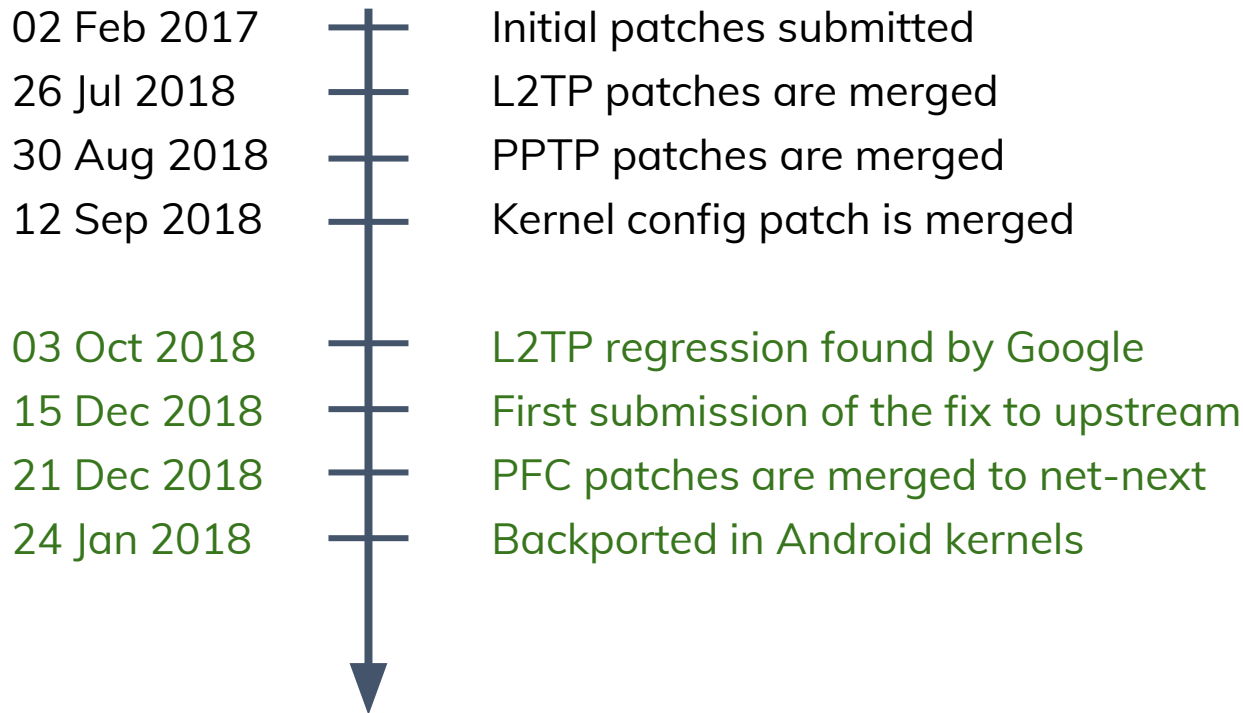 02 Feb 2017 Initial patches submitted
26 Jul 2018 L2TP patches are merged
30 Aug 2018 PPTP patches are merged
12 Sep 2018 Kernel config patch is merged
03 Oct 2018 L2TP regression found by Google
15 Dec 2018 First submission of the fix to upstream
21 Dec 2018 PFC patches are merged to net-next
24 Jan 2018 Backported in Android kernels